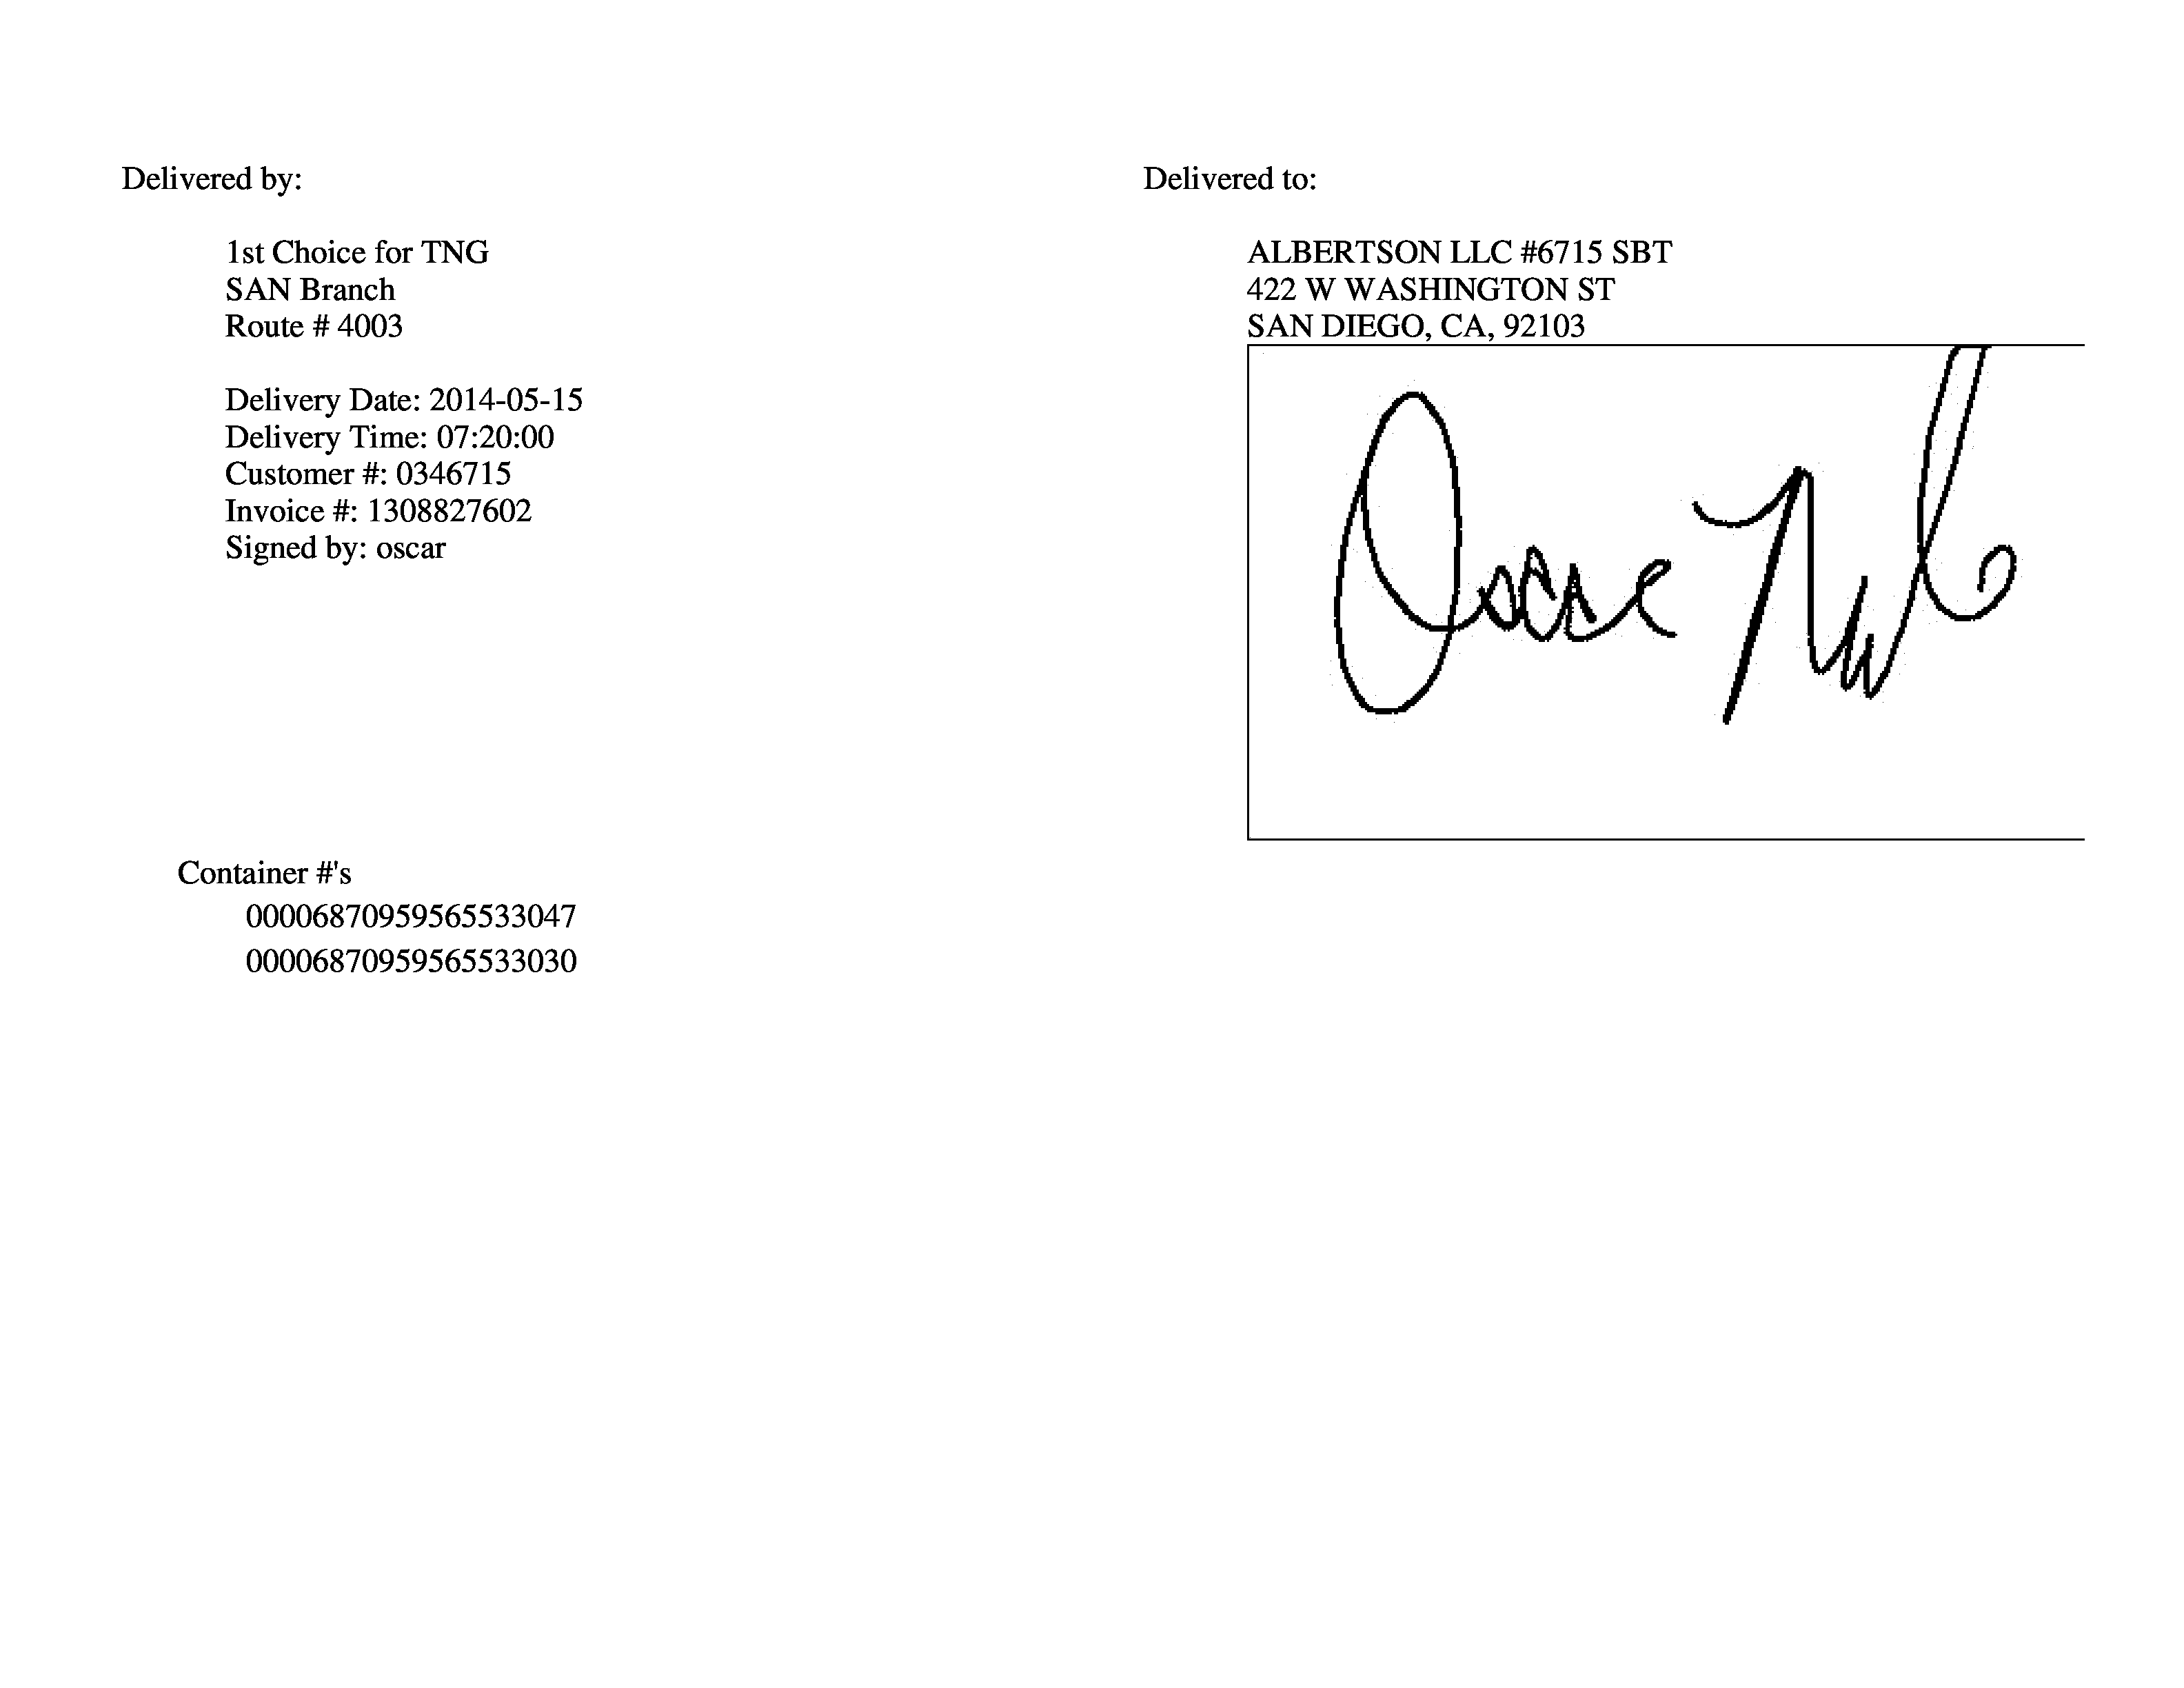 Delivered by:
1st Choice for TNG
SAN Branch
Route # 4003
Delivery Date: 2014-05-15
Delivery Time: 07:20:00
Customer #: 0346715
Invoice #: 1308827602
Signed by: oscar
Delivered to:
ALBERTSON LLC #6715 SBT
422 W WASHINGTON ST
SAN DIEGO, CA, 92103
Container #'s
00006870959565533047
00006870959565533030